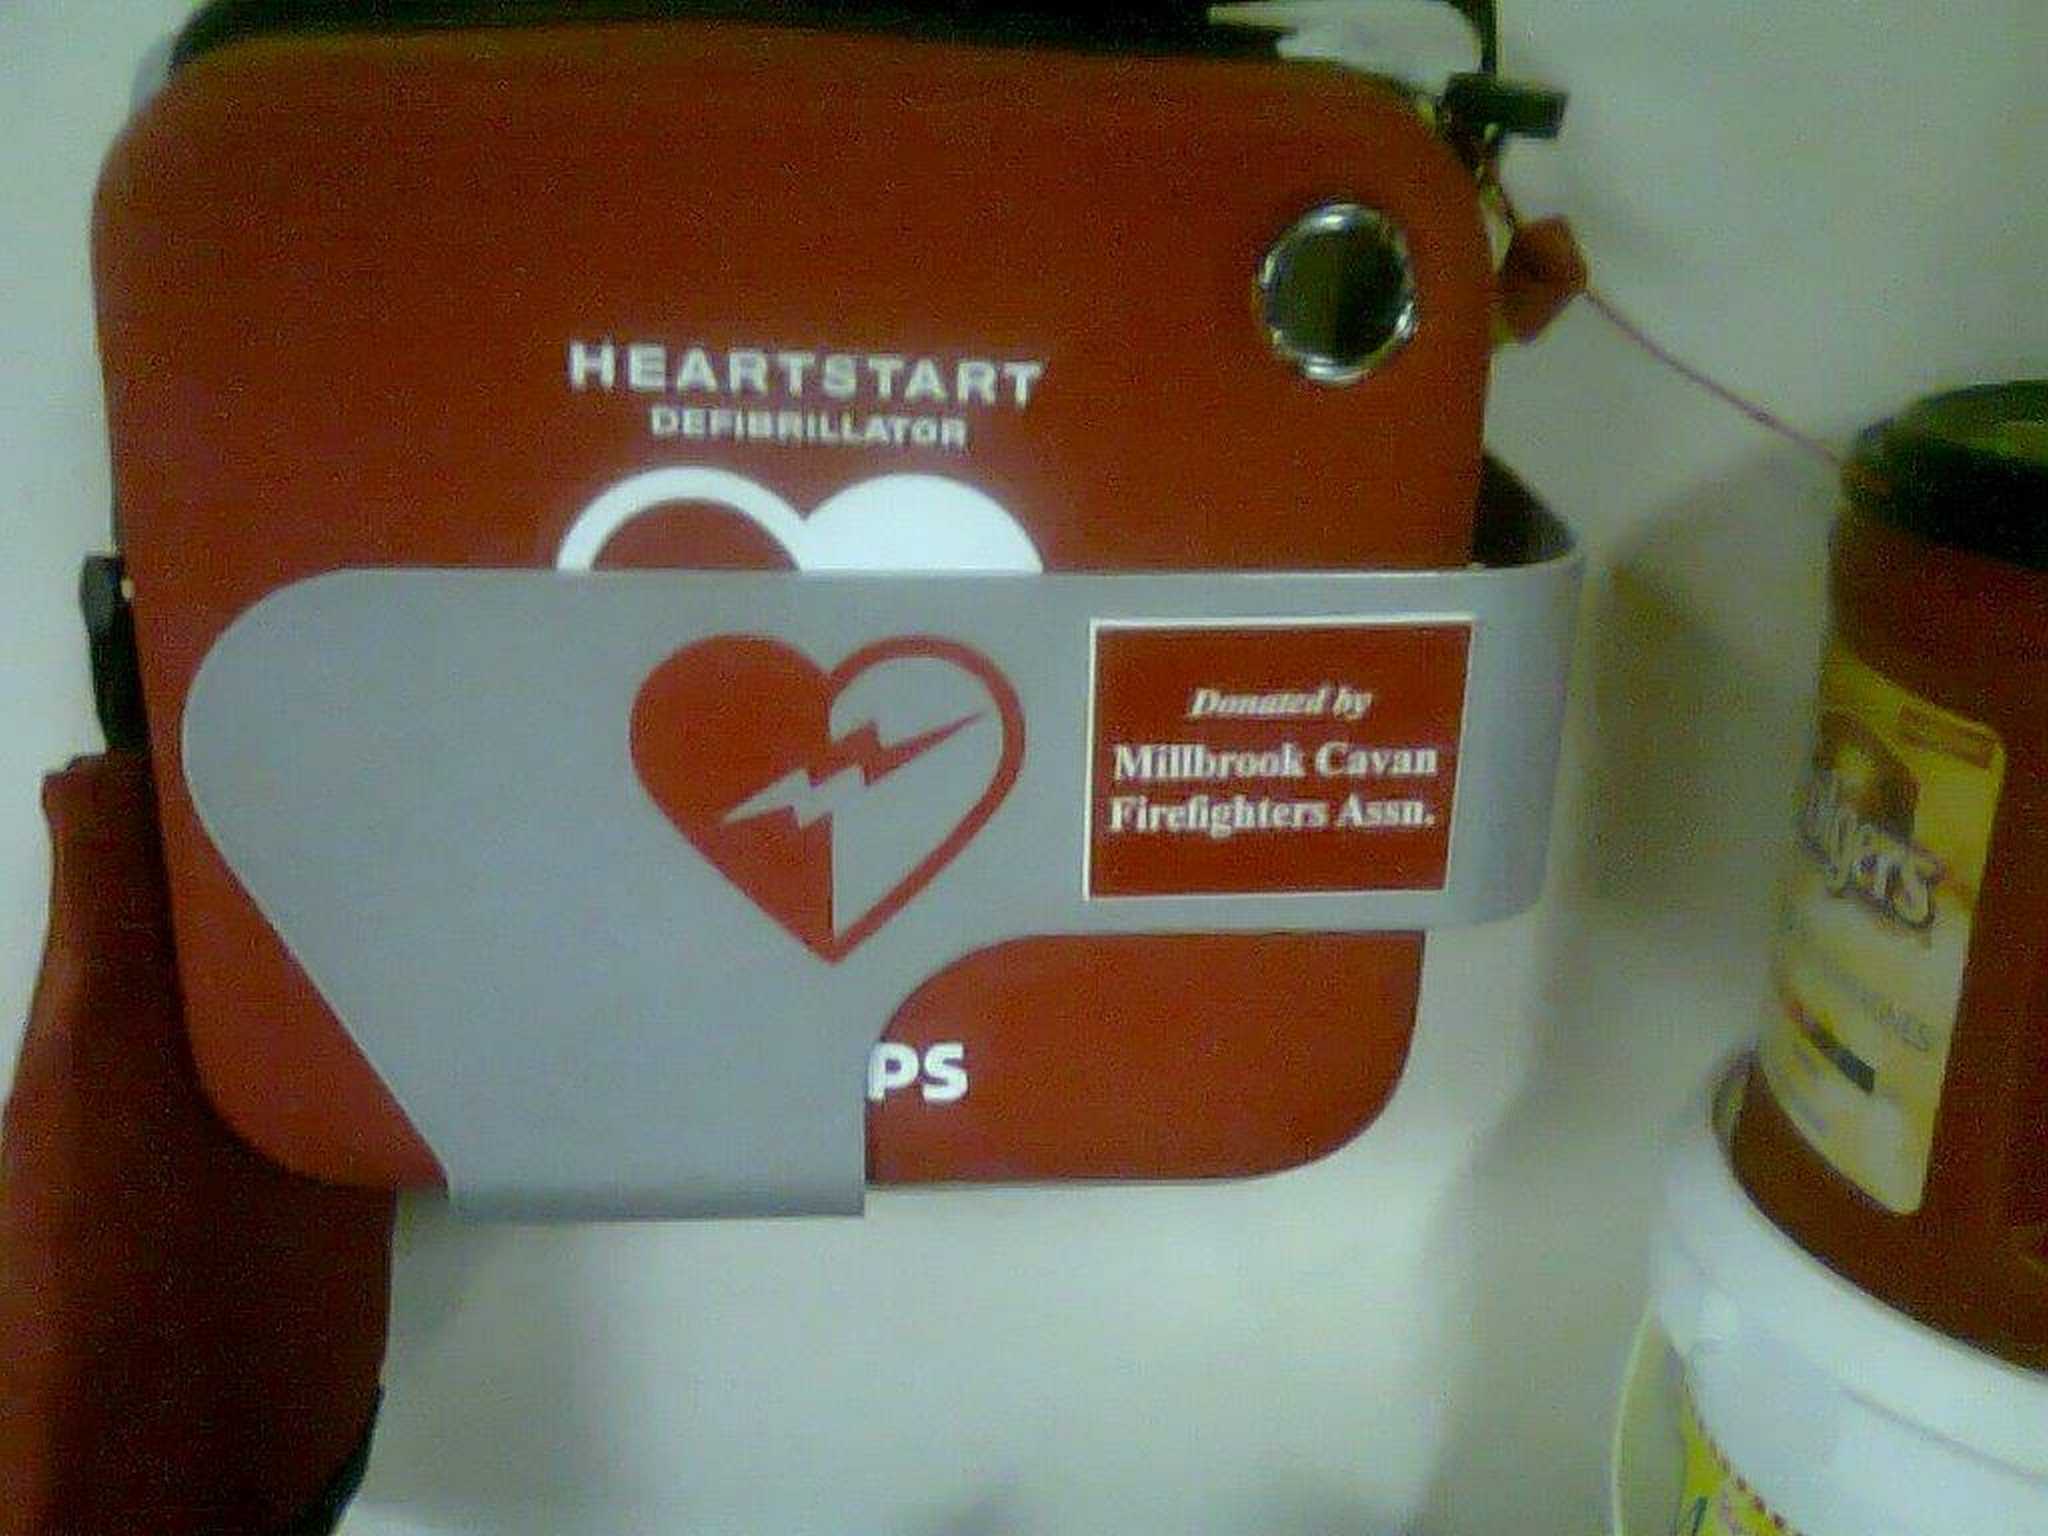 HEARTSTART
DEFIBRILLATOR
Donated by
Millbrook Cavan
Firefighters Assn.
PS